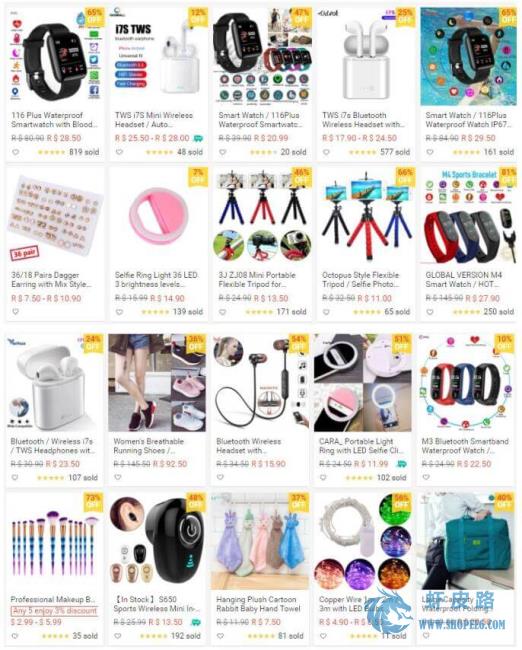 65%
OFF
116 Plus Waterproof
Smartwatch with Blood...
R$ 80.90 R$ 28.50
819 sold
12%
OFF
i7S TWS
bluetooth earphone
TWS i7S Mini Wireless
Headset / Auto...
R$ 25.50 - R$ 28.00
48 sold
47%
OFF
Smart Watch / 116Plus
Waterproof Smartwatc...
R$ 39.90 R$ 20.99
20 sold
25%
OFF
TWS i7s Bluetooth
Wireless Headset with...
R$ 17.90 - R$ 24.50
577 sold
65%
OFF
Smart Watch / 116Plus
Waterproof Watch IP67...
R$ 84.90 R$ 29.50
161 sold
36 pair
36/18 Pairs Dagger
Earring with Mix Style...
R$ 7.50 - R$ 10.90
7%
OFF
Selfie Ring Light 36 LED
3 brightness levels...
R$ 15.99 R$ 14.90
139 sold
46%
OFF
3J ZJ08 Mini Portable
Flexible Tripod for...
R$ 24.90 R$ 13.50
171 sold
66%
OFF
Octopus Style Flexible
Tripod / Selfie Photo...
R$ 32.50 R$ 11.00
65 sold
81%
OFF
M4 Sports Bracelet
GLOBAL VERSION M4
Smart Watch / HOT...
R$ 145.90 R$ 27.90
250 sold
24%
OFF
Bluetooth / Wireless i7s
/ TWS Headphones wit...
R$ 30.90 R$ 23.50
107 sold
36%
OFF
Women's Breathable
Running Shoes /...
R$ 145.50 R$ 92.50
54%
OFF
Bluetooth Wireless
Headset with...
R$ 34.50 R$ 15.90
51%
OFF
CARA_ Portable Light
Ring with LED Selfie Cli...
R$ 24.50 R$ 11.99
102 sold
10%
OFF
M3 Bluetooth Smartband
Waterproof Watch /...
R$ 24.90 R$ 22.50
73%
OFF
Professional Makeup B...
Any 5 enjoy 3% discount
$ 2.99 - $ 5.99
35 sold
48%
OFF
【In Stock】S650
Sports Wireless Mini In-...
R$ 25.99 R$ 13.50
192 sold
37%
OFF
Hanging Plush Cartoon
Rabbit Baby Hand Towel
R$ 11.90 R$ 7.50
81 sold
56%
OFF
Copper Wire 1m / 2m /
3m with LED
R$ 4.90 - R$
11 sold
40%
OFF
Large Capacity
Waterproof Folding
虾皮路
WWW.SHOPE6.COM